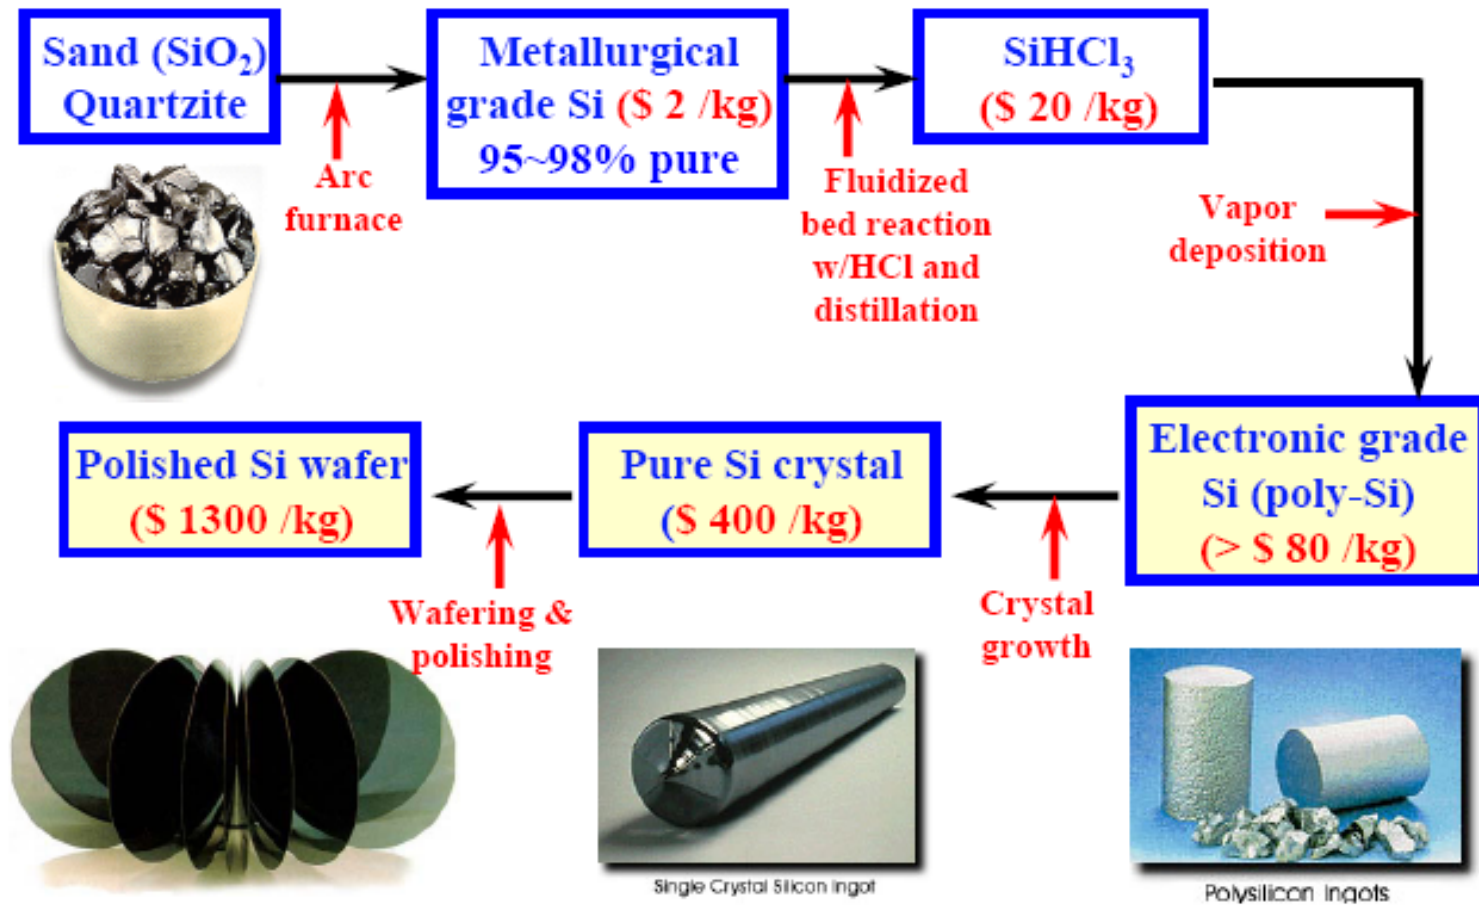 Sand (SiO₂)
Quartzite
Arc
furnace
Metallurgical
grade Si ($ 2 /kg)
95~98% pure
Fluidized
bed reaction
w/HCl and
distillation
SiHCl₃
($ 20 /kg)
Vapor
deposition
Electronic grade
Si (poly-Si)
(> $ 80 /kg)
Crystal
growth
Pure Si crystal
($ 400 /kg)
Wafering &
polishing
Polished Si wafer
($ 1300 /kg)
Single Crystal Silicon Ingot
Polysilicon Ingots